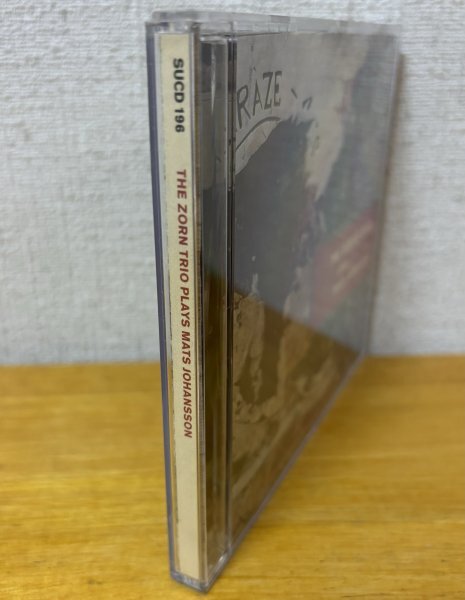 SUCD 196
THE ZORN TRIO PLAYS MATS JOHANSSON
RAZE